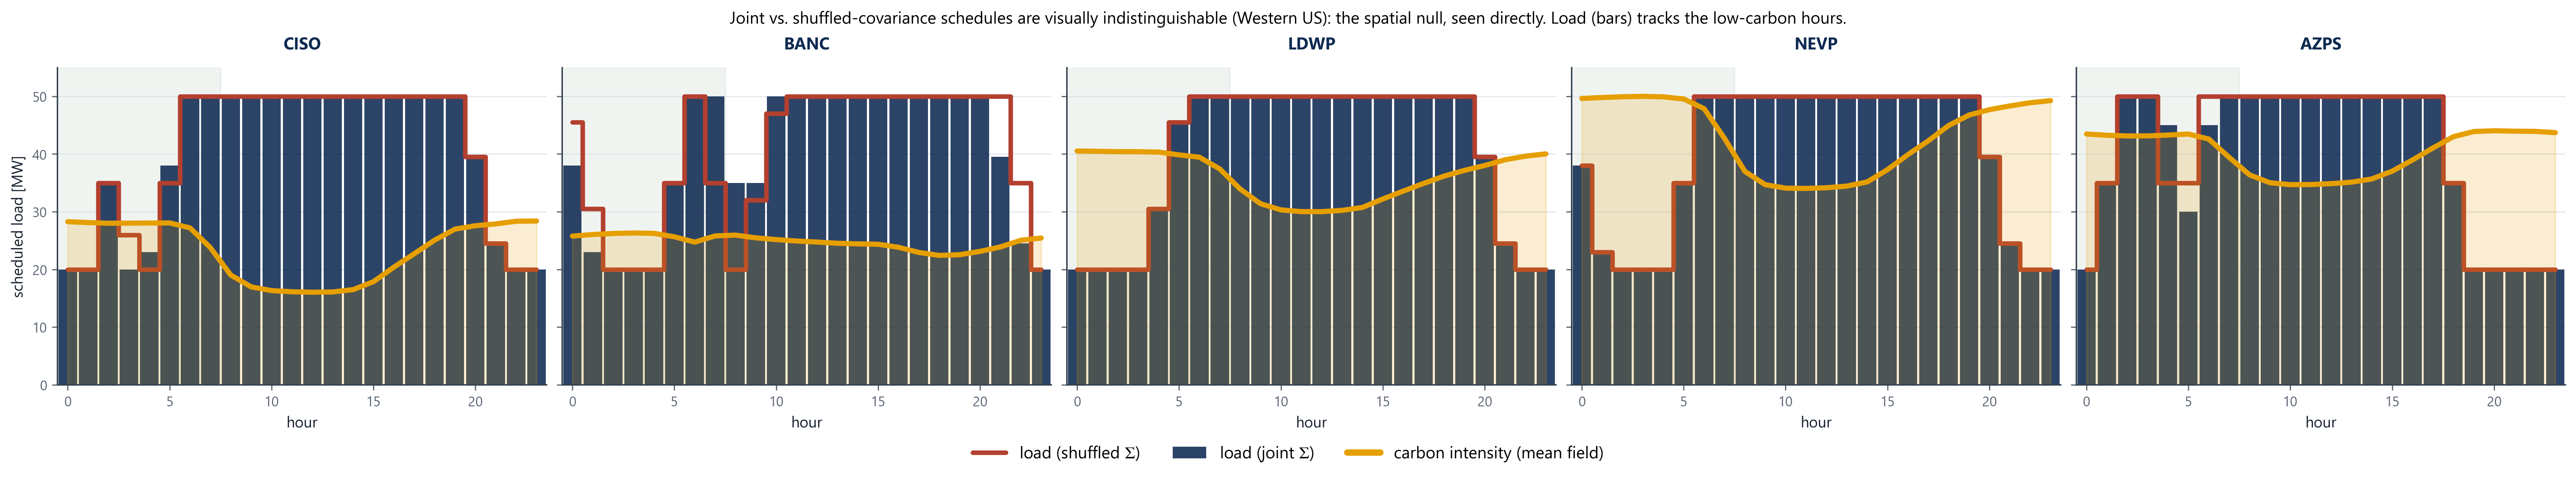 Joint vs. shuffled-covariance schedules are visually indistinguishable (Western US): the spatial null, seen directly. Load (bars) tracks the low-carbon hours.
CISO BANC LDWP NEVP AZPS
scheduled load [MW]
50
40
30
20
10
0
0 5 10 15 20 0 5 10 15 20 0 5 10 15 20 0 5 10 15 20 0 5 10 15 20
hour hour hour hour hour
load (shuffled Σ) load (joint Σ) carbon intensity (mean field)